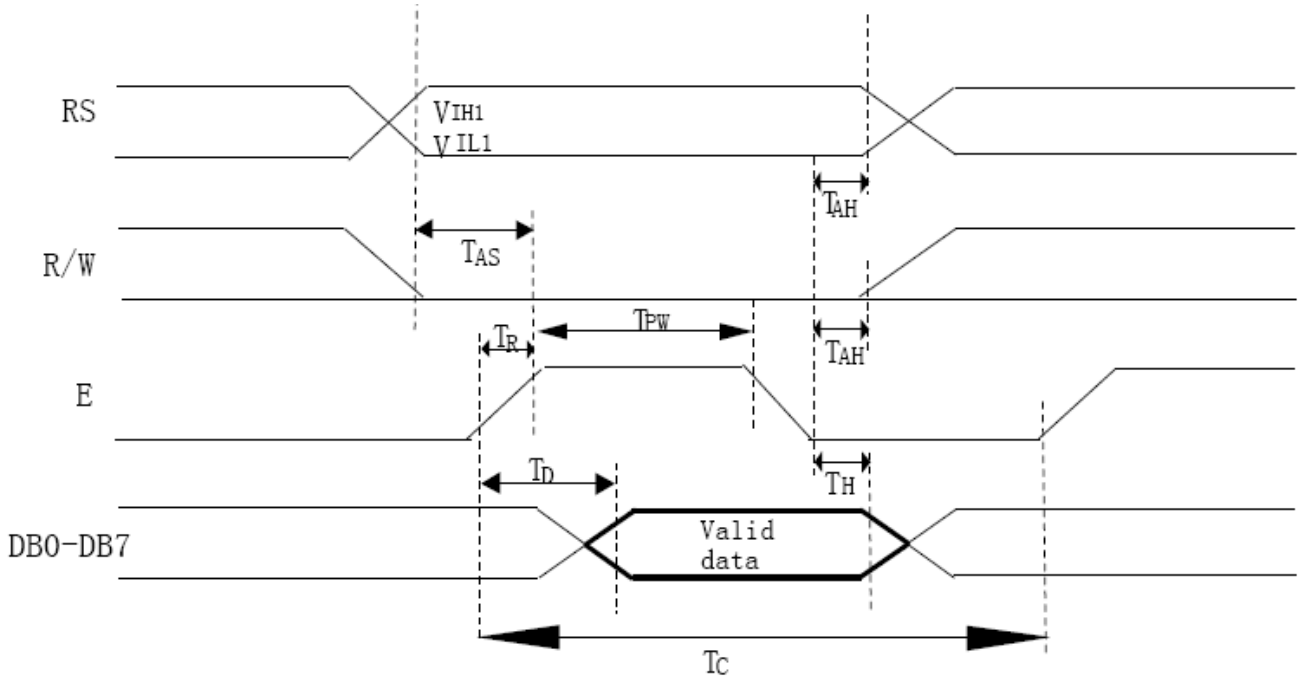 RS
VIH1
VIL1
TAH
R/W
TAS
TR
TPW
TAH
E
TD
TH
DB0-DB7
Valid
data
TC